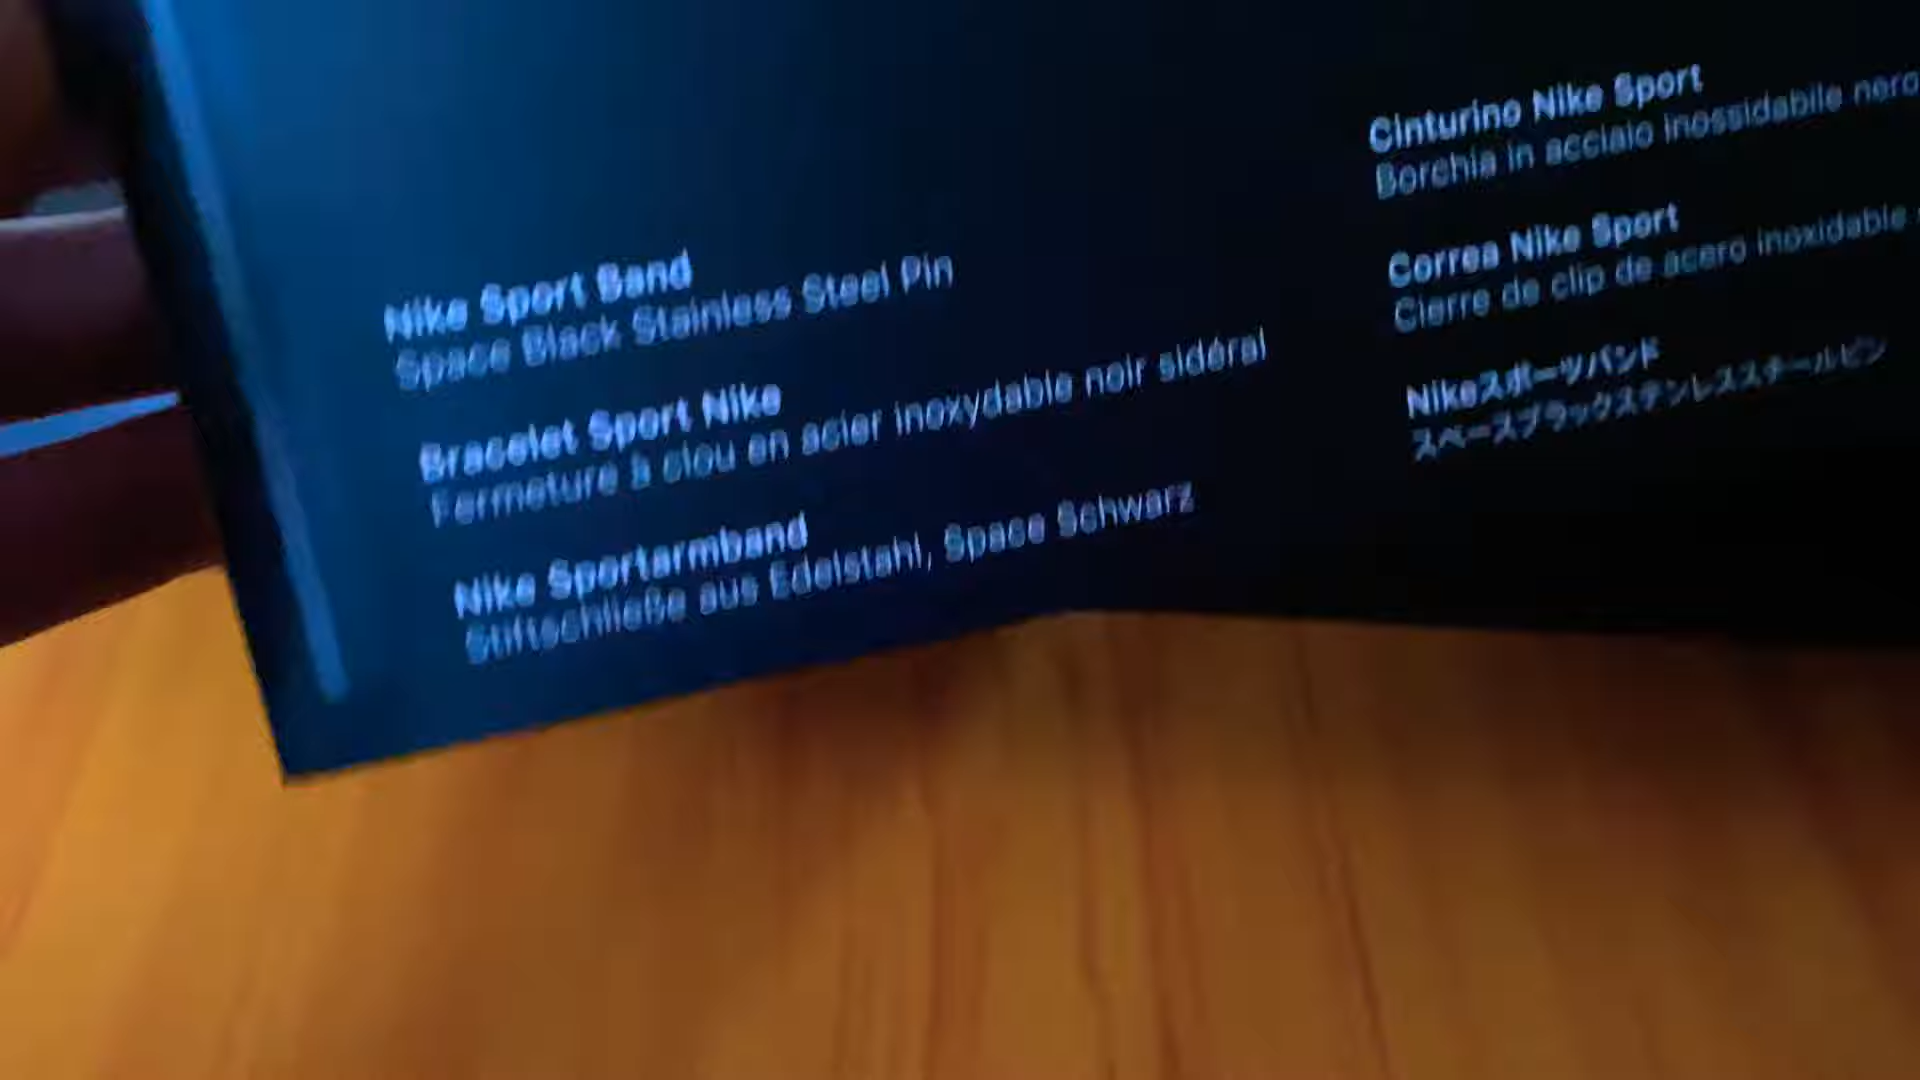 Nike Sport Band
Space Black Stainless Steel Pin
Bracelet Sport Nike
Fermeture à clou en acier inoxydable noir sidéral
Nike Sportarmband
Stiftschließe aus Edelstahl, Space Schwarz
Cinturino Nike Sport
Borchia in acciaio inossidabile nero
Correa Nike Sport
Cierre de clip de acero inoxidable
Nikeスポーツバンド
スペースブラックステンレススチールピン